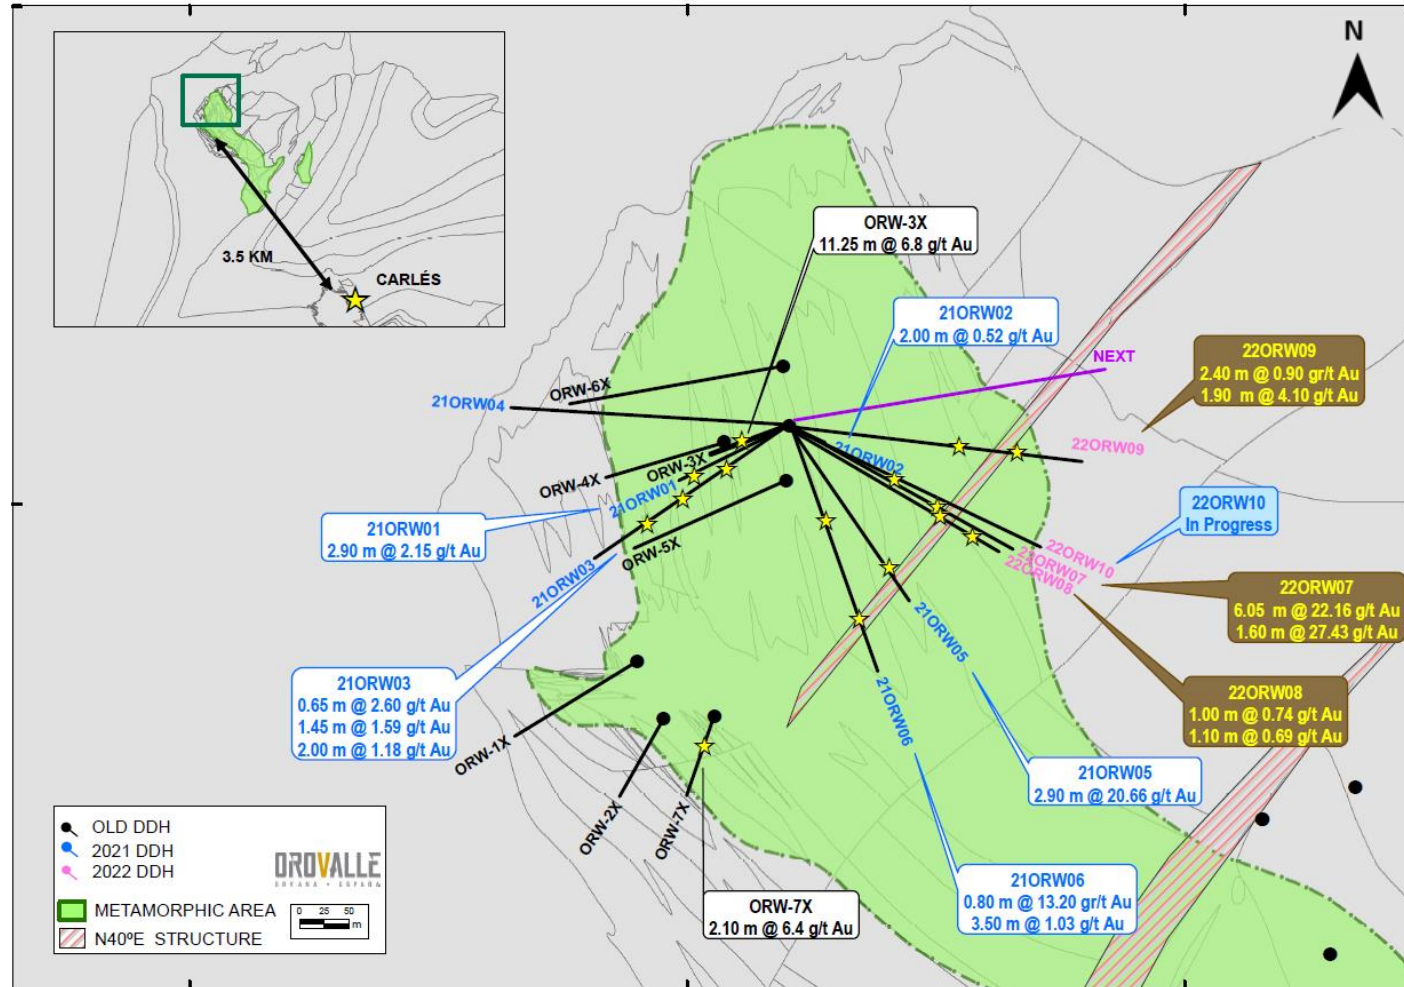 N
3.5 KM
CARLÉS
ORW-3X
11.25 m @ 6.8 g/t Au
21ORW02
2.00 m @ 0.52 g/t Au
NEXT
22ORW09
2.40 m @ 0.90 gr/t Au
1.90 m @ 4.10 g/t Au
ORW-6X
21ORW04
22ORW09
21ORW02
ORW-3X
ORW-4X
21ORW01
22ORW10
In Progress
21ORW01
2.90 m @ 2.15 g/t Au
ORW-5X
21ORW03
22ORW10
22ORW07
22ORW08
22ORW07
6.05 m @ 22.16 g/t Au
1.60 m @ 27.43 g/t Au
21ORW05
21ORW03
0.65 m @ 2.60 g/t Au
1.45 m @ 1.59 g/t Au
2.00 m @ 1.18 g/t Au
21ORW06
22ORW08
1.00 m @ 0.74 g/t Au
1.10 m @ 0.69 g/t Au
ORW-1X
21ORW05
2.90 m @ 20.66 g/t Au
ORW-2X
ORW-7X
OLD DDH
2021 DDH
2022 DDH
OROVALLE
METAMORPHIC AREA
N40ºE STRUCTURE
0 25 50
m
ORW-7X
2.10 m @ 6.4 g/t Au
21ORW06
0.80 m @ 13.20 gr/t Au
3.50 m @ 1.03 g/t Au